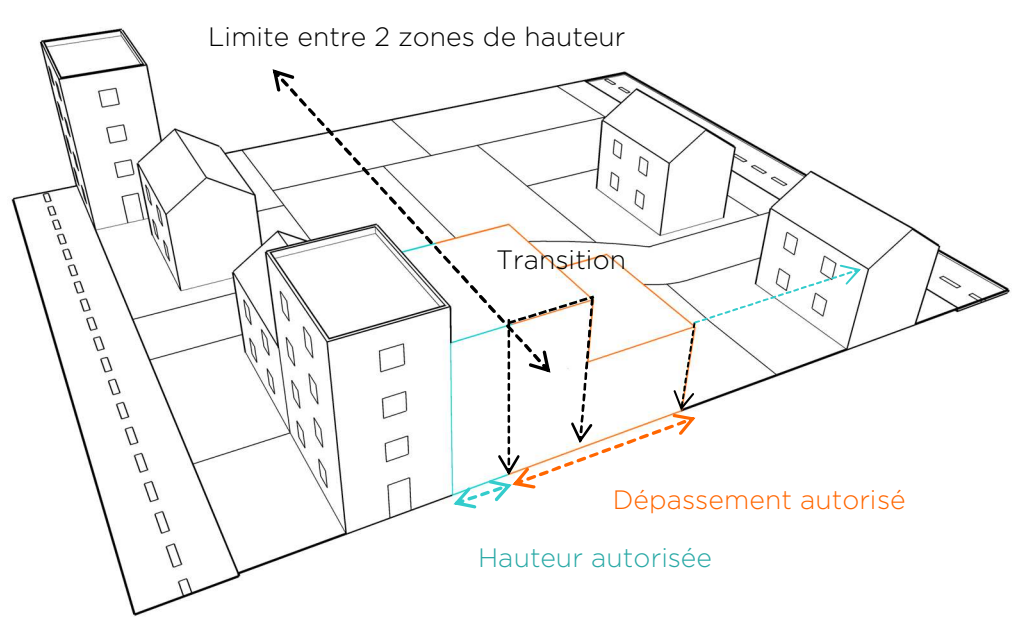 Limite entre 2 zones de hauteur
Transition
Dépassement autorisé
Hauteur autorisée